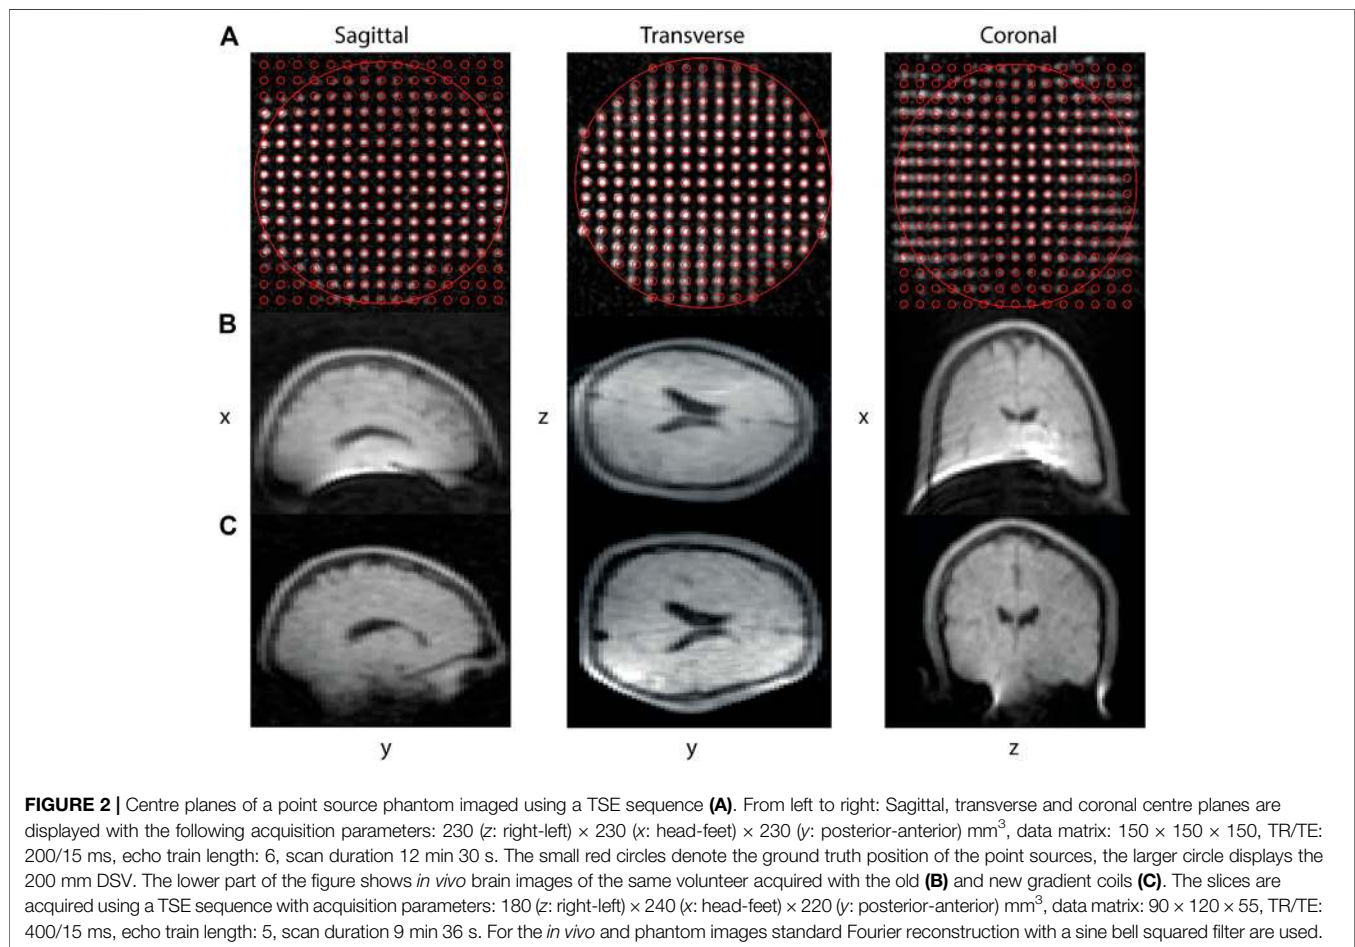 A Sagittal Transverse Coronal
B
x z x
C
y y z
FIGURE 2 | Centre planes of a point source phantom imaged using a TSE sequence (A). From left to right: Sagittal, transverse and coronal centre planes are
displayed with the following acquisition parameters: 230 (z: right-left) × 230 (x: head-feet) × 230 (y: posterior-anterior) mm³, data matrix: 150 × 150 × 150, TR/TE:
200/15 ms, echo train length: 6, scan duration 12 min 30 s. The small red circles denote the ground truth position of the point sources, the larger circle displays the
200 mm DSV. The lower part of the figure shows in vivo brain images of the same volunteer acquired with the old (B) and new gradient coils (C). The slices are
acquired using a TSE sequence with acquisition parameters: 180 (z: right-left) × 240 (x: head-feet) × 220 (y: posterior-anterior) mm³, data matrix: 90 × 120 × 55, TR/TE:
400/15 ms, echo train length: 5, scan duration 9 min 36 s. For the in vivo and phantom images standard Fourier reconstruction with a sine bell squared filter are used.